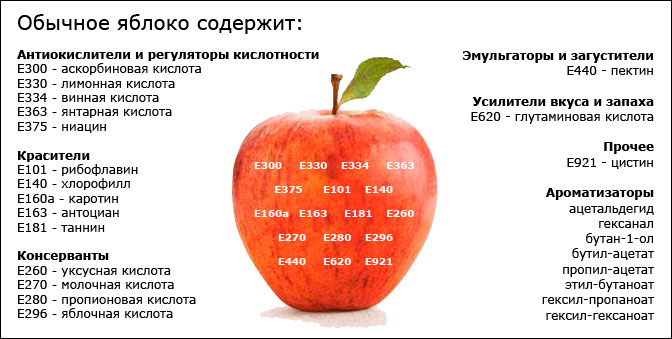 Обычное яблоко содержит:
Антиокислители и регуляторы кислотности
E300 - аскорбиновая кислота
E330 - лимонная кислота
E334 - винная кислота
E363 - янтарная кислота
E375 - ниацин
Красители
E101 - рибофлавин
E140 - хлорофилл
E160a - каротин
E163 - антоциан
E181 - таннин
Консерванты
E260 - уксусная кислота
E270 - молочная кислота
E280 - пропионовая кислота
E296 - яблочная кислота
E300 E330 E334 E363
E375 E101 E140
E160a E163 E181 E260
E270 E280 E296
E440 E620 E921
Эмульгаторы и загустители
E440 - пектин
Усилители вкуса и запаха
E620 - глутаминовая кислота
Прочее
E921 - цистин
Ароматизаторы
ацетальдегид
гексанал
бутан-1-ол
бутил-ацетат
пропил-ацетат
этил-бутаноат
гексил-пропаноат
гексил-гексаноат